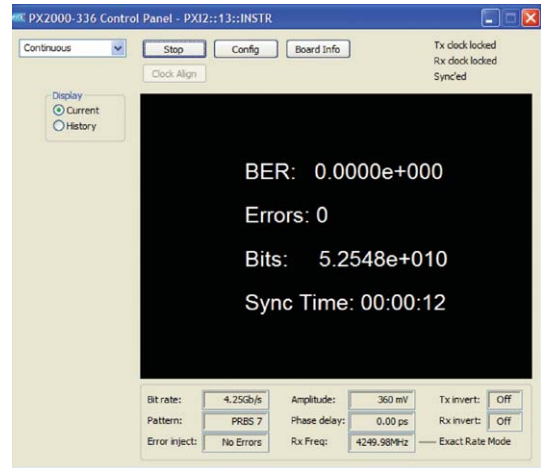 PX2000-336 Control Panel - PXI2::13::INSTR
Continuous
Stop Config Board Info
Clock Align
Tx clock locked
Rx clock locked
Sync'ed
Display
Current
History
BER: 0.0000e+000
Errors: 0
Bits: 5.2548e+010
Sync Time: 00:00:12
Bit rate: 4.25Gb/s Amplitude: 360 mV Tx invert: Off
Pattern: PRBS 7 Phase delay: 0.00 ps Rx invert: Off
Error inject: No Errors Rx Freq: 4249.98MHz Exact Rate Mode